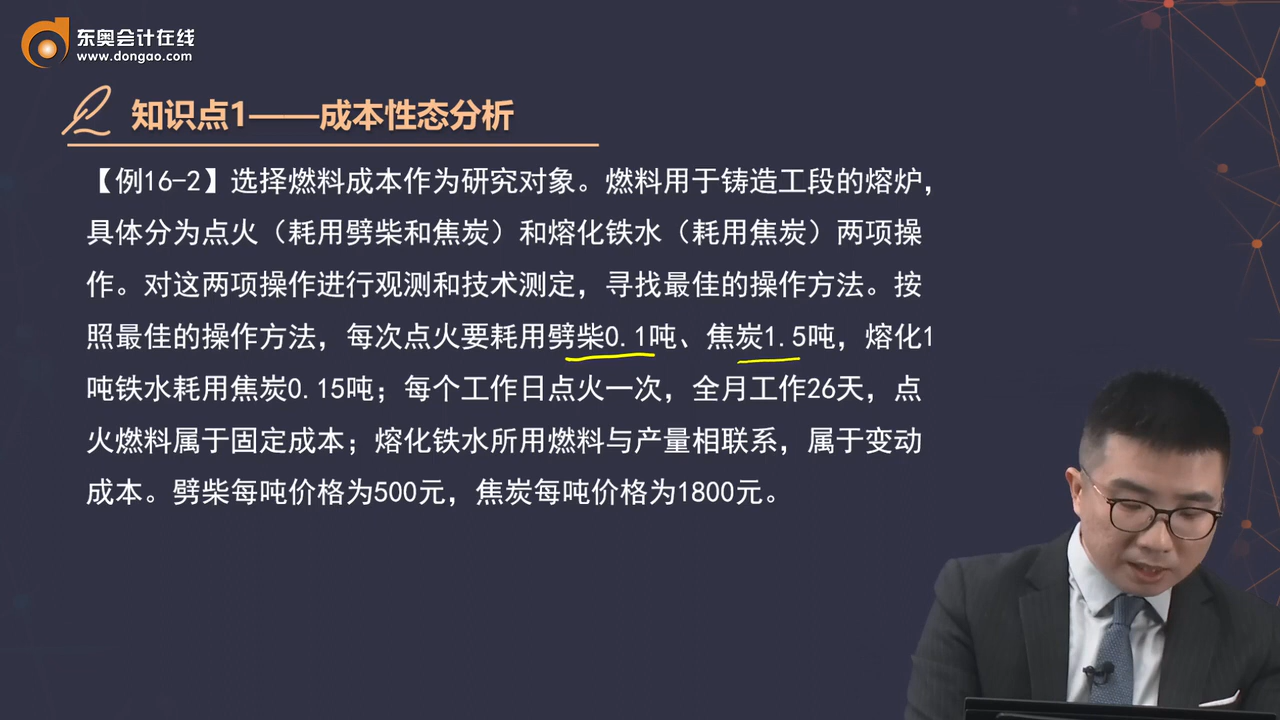 东奥会计在线
www.dongao.com
知识点1——成本性态分析
【例16-2】选择燃料成本作为研究对象。燃料用于铸造工段的熔炉，
具体分为点火（耗用劈柴和焦炭）和熔化铁水（耗用焦炭）两项操
作。对这两项操作进行观测和技术测定，寻找最佳的操作方法。按
照最佳的操作方法，每次点火要耗用劈柴0.1吨、焦炭1.5吨，熔化1
吨铁水耗用焦炭0.15吨；每个工作日点火一次，全月工作26天，点
火燃料属于固定成本；熔化铁水所用燃料与产量相联系，属于变动
成本。劈柴每吨价格为500元，焦炭每吨价格为1800元。